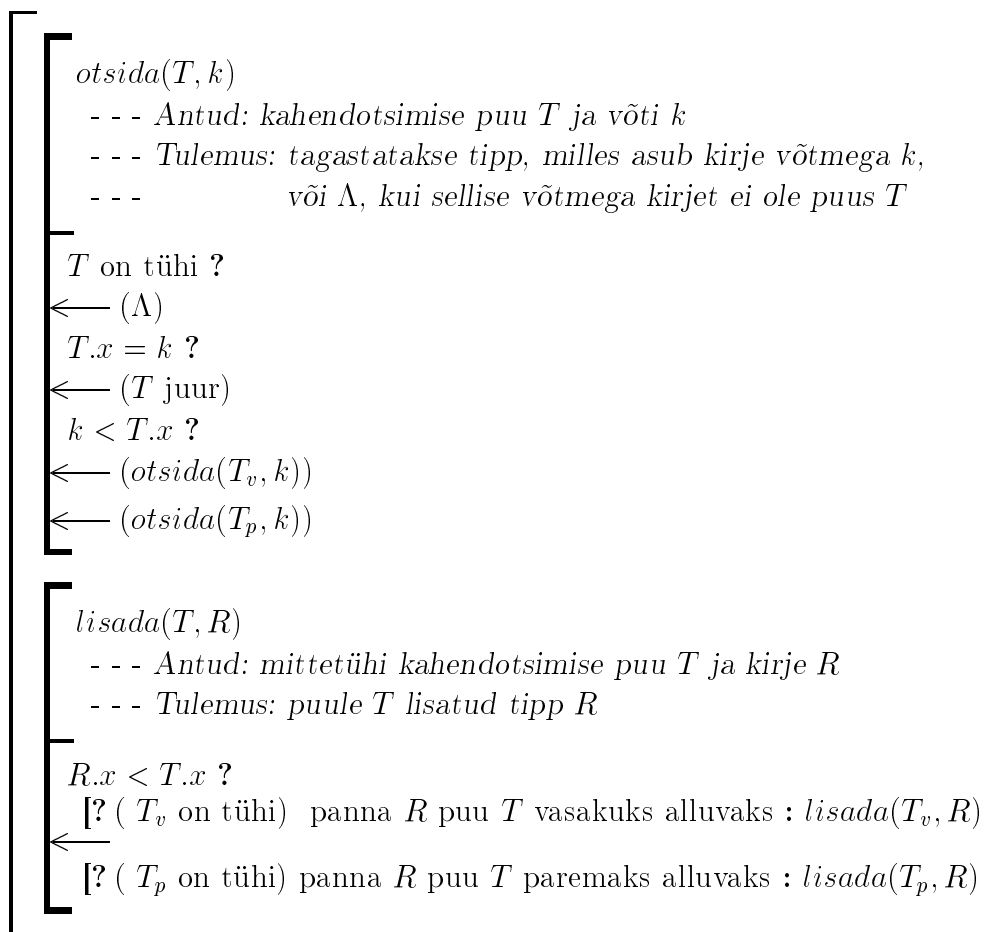 otsida(T, k)
- - - Antud: kahendotsimise puu T ja võti k
- - - Tulemus: tagastatakse tipp, milles asub kirje võtmega k,
- - - või Λ, kui sellise võtmega kirjet ei ole puus T
T on tühi ?
(Λ)
T.x = k ?
(T juur)
k < T.x ?
(otsida(T_v, k))
(otsida(T_p, k))
lisada(T, R)
- - - Antud: mittetühi kahendotsimise puu T ja kirje R
- - - Tulemus: puule T lisatud tipp R
R.x < T.x ?
[? ( T_v on tühi) panna R puu T vasakuks alluvaks : lisada(T_v, R)
[? ( T_p on tühi) panna R puu T paremaks alluvaks : lisada(T_p, R)